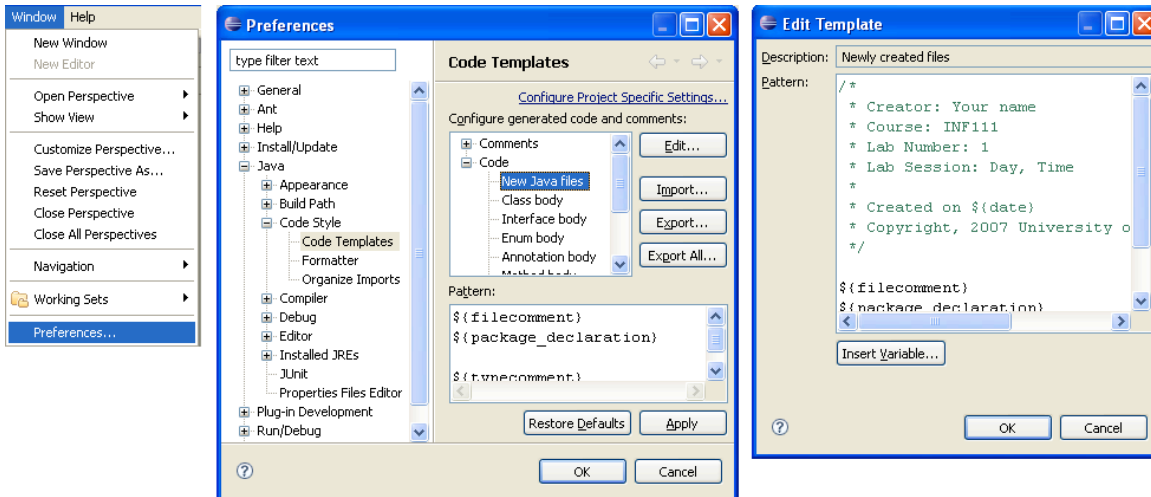 Window Help
New Window
New Editor
Open Perspective
Show View
Customize Perspective...
Save Perspective As...
Reset Perspective
Close Perspective
Close All Perspectives
Navigation
Working Sets
Preferences...
Preferences
type filter text
General
Ant
Help
Install/Update
Java
Appearance
Build Path
Code Style
Code Templates
Formatter
Organize Imports
Compiler
Debug
Editor
Installed JREs
JUnit
Properties Files Editor
Plug-in Development
Run/Debug
Code Templates
Configure Project Specific Settings...
Configure generated code and comments:
Comments
Code
New Java files
Class body
Interface body
Enum body
Annotation body
Method body
Edit...
Import...
Export...
Export All...
Pattern:
${filecomment}
${package_declaration}
${typecomment}
Restore Defaults Apply
OK Cancel
Edit Template
Description: Newly created files
Pattern:
/*
* Creator: Your name
* Course: INF111
* Lab Number: 1
* Lab Session: Day, Time
*
* Created on ${date}
* Copyright, 2007 University o
*/
${filecomment}
${package_declaration}
Insert Variable...
OK Cancel